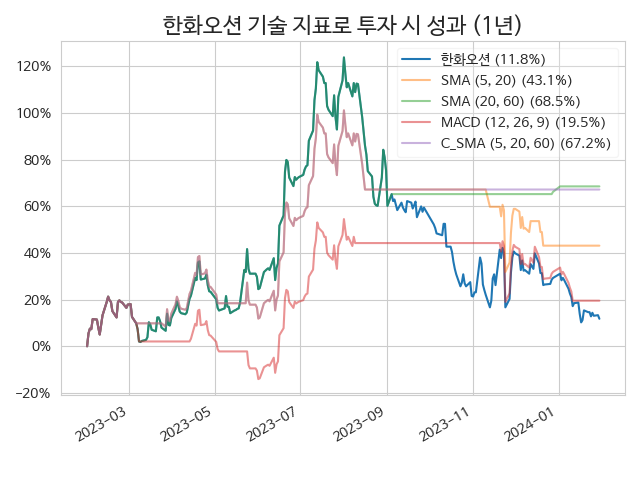 한화오션 기술 지표로 투자 시 성과 (1년)
한화오션 (11.8%)
SMA (5, 20) (43.1%)
SMA (20, 60) (68.5%)
MACD (12, 26, 9) (19.5%)
C_SMA (5, 20, 60) (67.2%)
120%
100%
80%
60%
40%
20%
0%
−20%
2023−03
2023−05
2023−07
2023−09
2023−11
2024−01